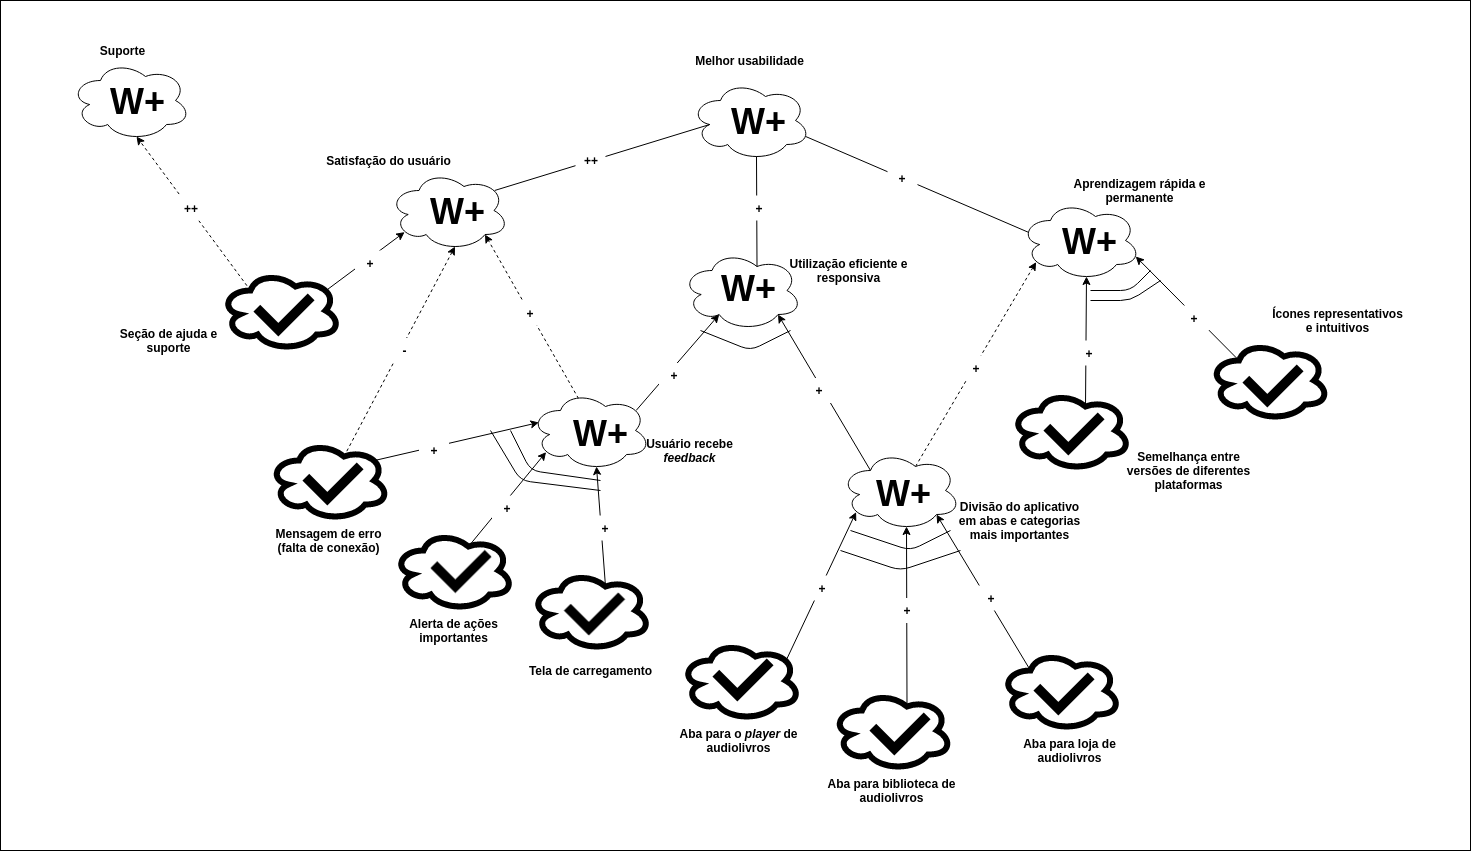 Suporte
W+
Melhor usabilidade
W+
Satisfação do usuário
W+
++
+
+
Aprendizagem rápida e
permanente
W+
++
+
Utilização eficiente e
responsiva
W+
Seção de ajuda e
suporte
-
+
+
+
+
+
+
Ícones representativos
e intuitivos
Usuário recebe
feedback
W+
+
Semelhança entre
versões de diferentes
plataformas
W+
Divisão do aplicativo
em abas e categorias
mais importantes
Mensagem de erro
(falta de conexão)
+
+
Alerta de ações
importantes
+
+
+
Tela de carregamento
Aba para o player de
audiolivros
Aba para biblioteca de
audiolivros
Aba para loja de
audiolivros